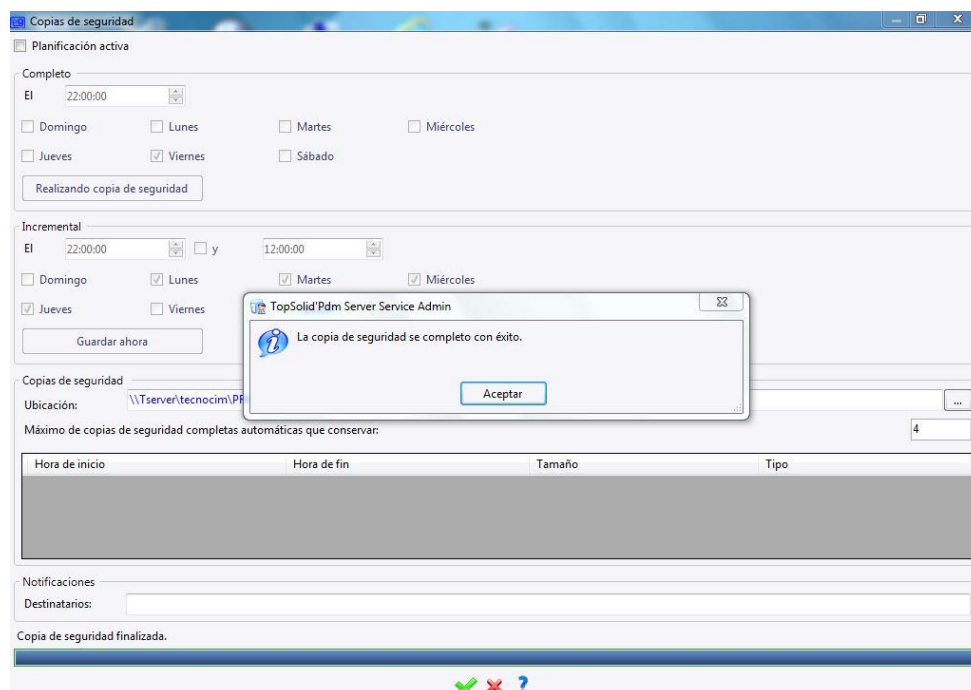 Copias de seguridad
Planificación activa
Completo
El 22:00:00
Domingo Lunes Martes Miércoles
Jueves Viernes Sábado
Realizando copia de seguridad
Incremental
El 22:00:00 y 12:00:00
Domingo Lunes Martes Miércoles
Jueves Viernes
TopSolid'Pdm Server Service Admin
La copia de seguridad se completo con éxito.
Aceptar
Guardar ahora
Copias de seguridad
Ubicación: \\Tserver\tecnocim\ ...
Máximo de copias de seguridad completas automáticas que conservar: 4
Hora de inicio Hora de fin Tamaño Tipo
Notificaciones
Destinatarios:
Copia de seguridad finalizada.